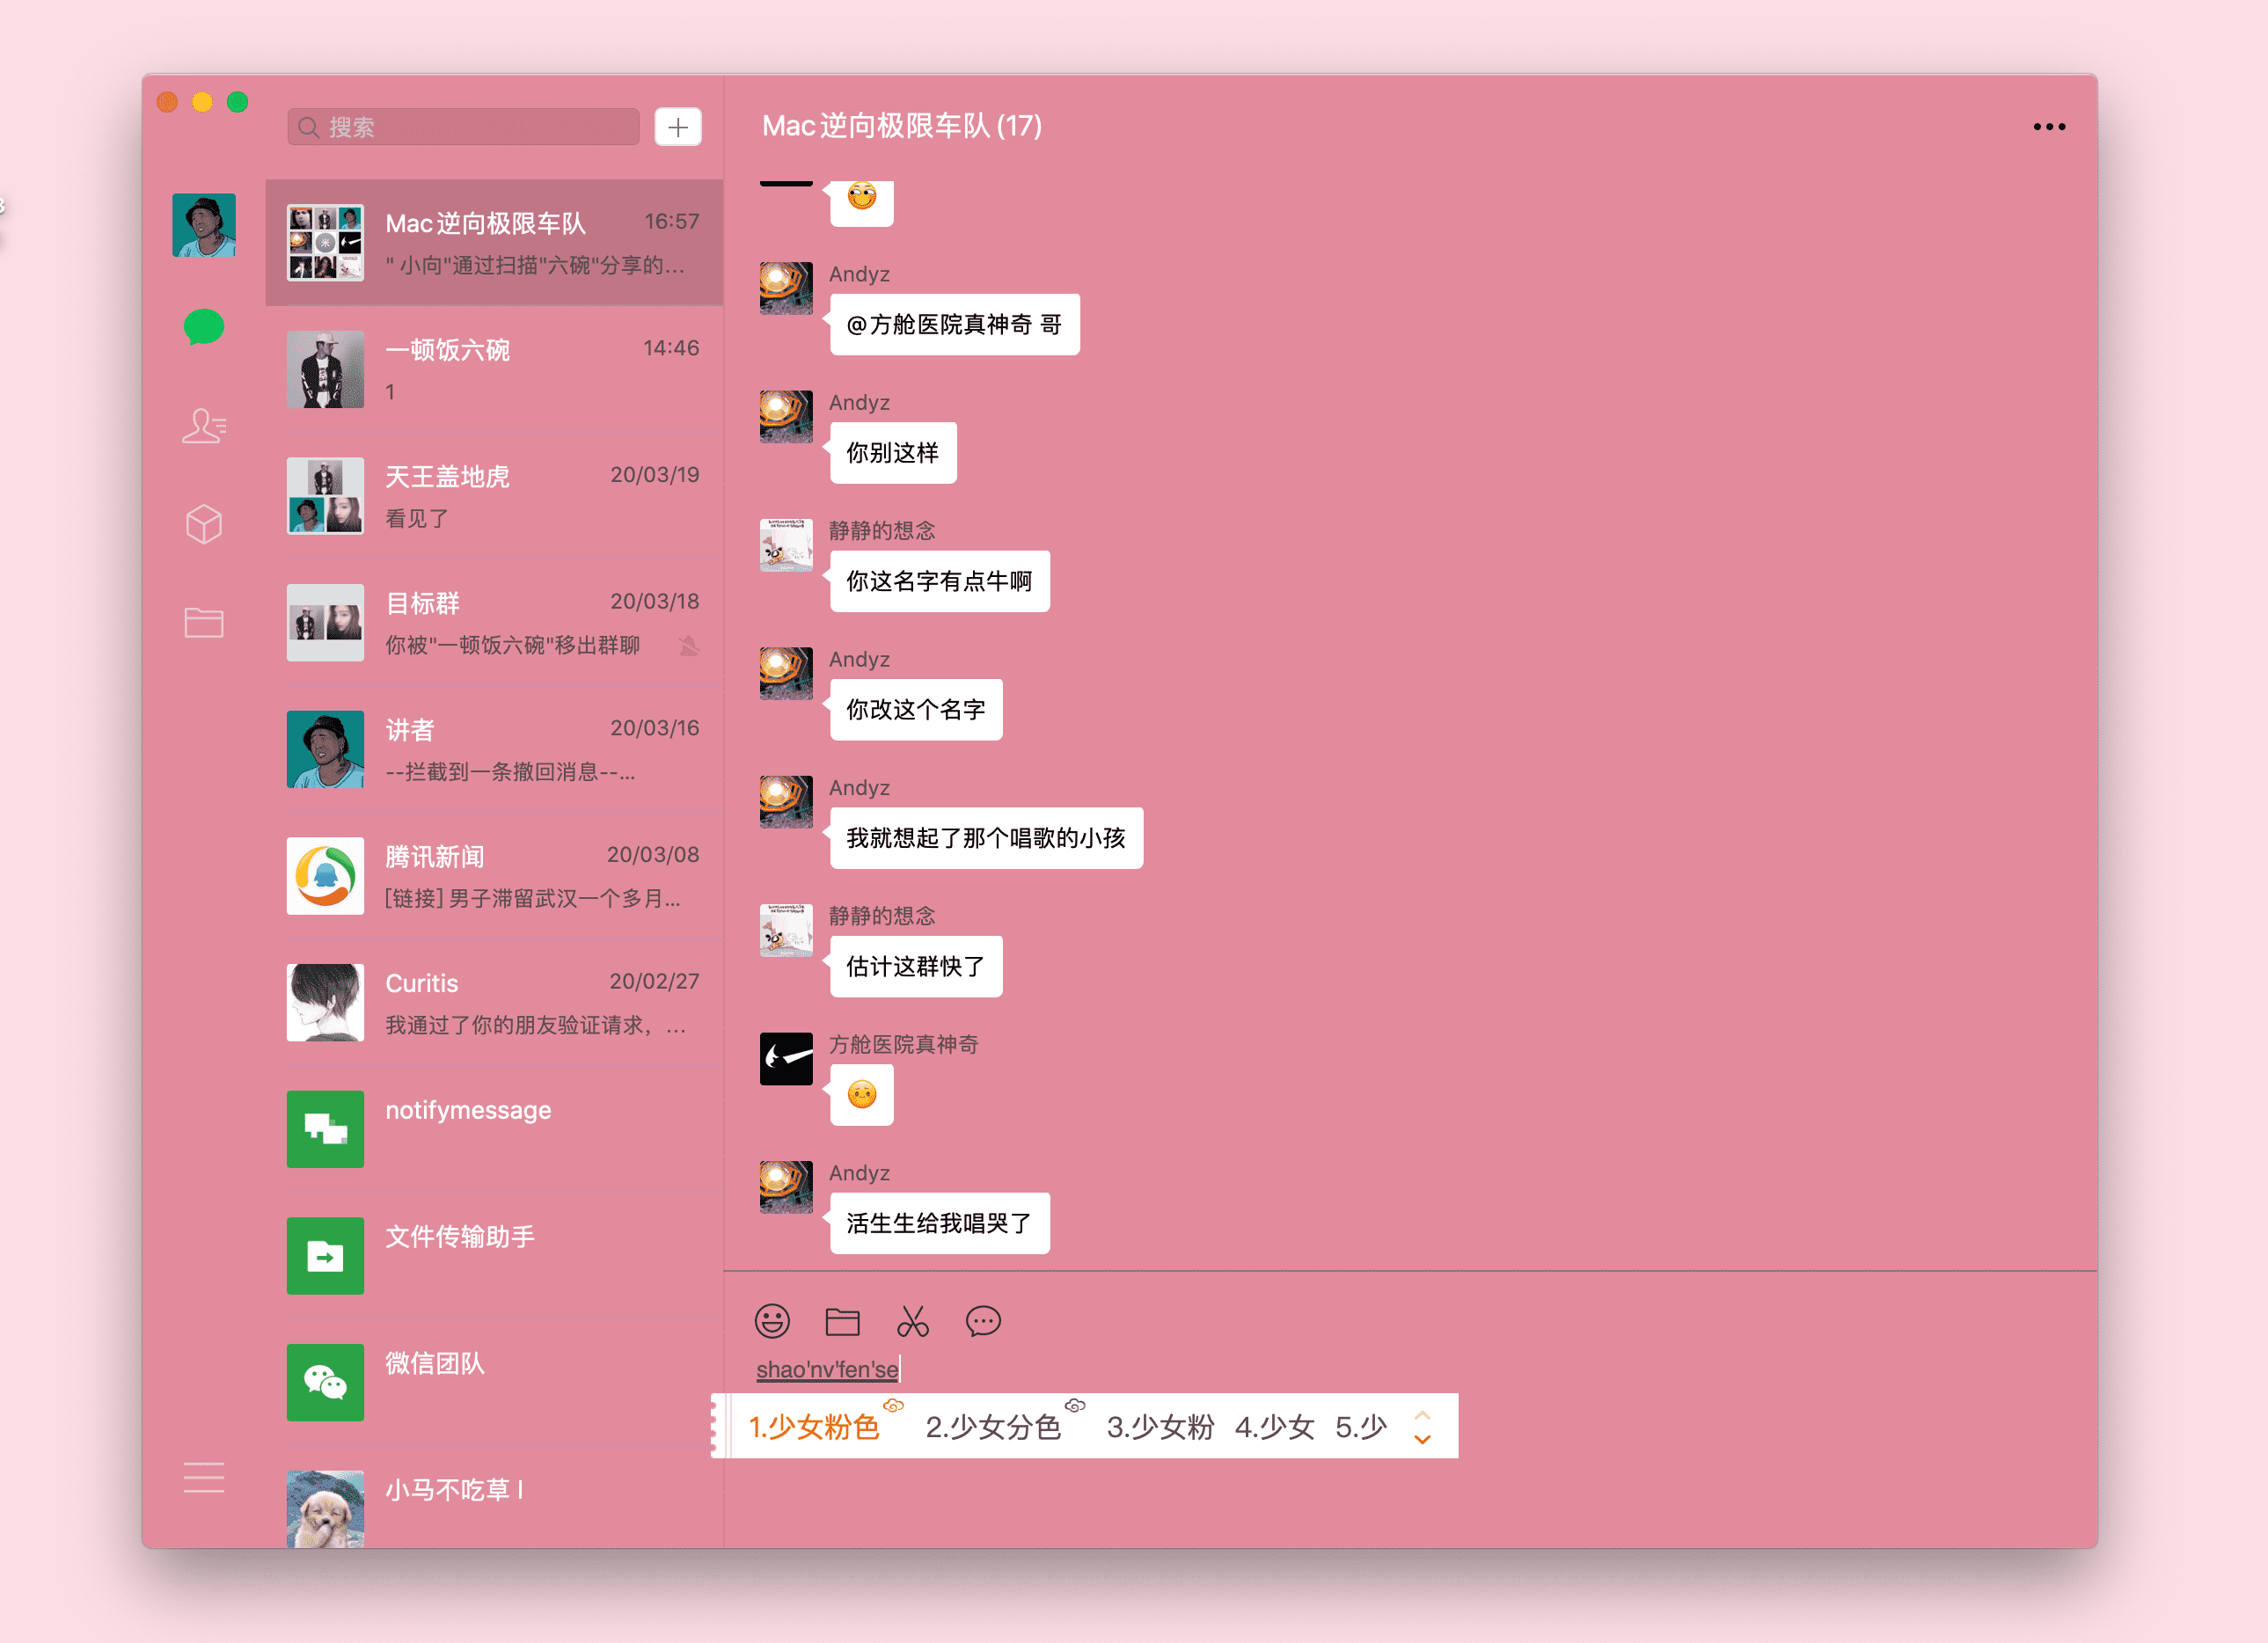 搜索
Mac逆向极限车队
16:57
"小向"通过扫描"六碗"分享的...
一顿饭六碗
14:46
1
天王盖地虎
20/03/19
看见了
目标群
20/03/18
你被"一顿饭六碗"移出群聊
讲者
20/03/16
--拦截到一条撤回消息--...
腾讯新闻
20/03/08
[链接] 男子滞留武汉一个多月...
Curitis
20/02/27
我通过了你的朋友验证请求，...
notifymessage
文件传输助手
微信团队
小马不吃草 l
Mac逆向极限车队(17)
Andyz
@方舱医院真神奇 哥
Andyz
你别这样
静静的想念
你这名字有点牛啊
Andyz
你改这个名字
Andyz
我就想起了那个唱歌的小孩
静静的想念
估计这群快了
方舱医院真神奇
Andyz
活生生给我唱哭了
shao'nv'fen'se
1.少女粉色 2.少女分色 3.少女粉 4.少女 5.少